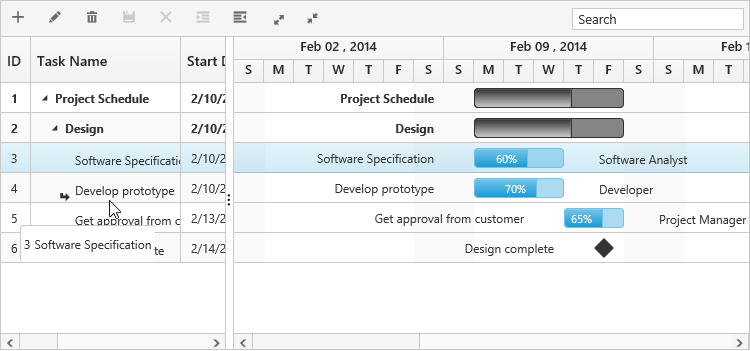 Search
ID Task Name Start D
Feb 02 , 2014 Feb 09 , 2014 Feb 1
S M T W T F S S M T W T F S S M T
1 Project Schedule 2/10/2 Project Schedule
2 Design 2/10/2 Design
3 Software Specificatio 2/10/2 Software Specification 60% Software Analyst
4 Develop prototype 2/10/2 Develop prototype 70% Developer
5 Get approval from c 2/13/2 Get approval from customer 65% Project Manager
3 Software Specification
6 te 2/14/2 Design complete